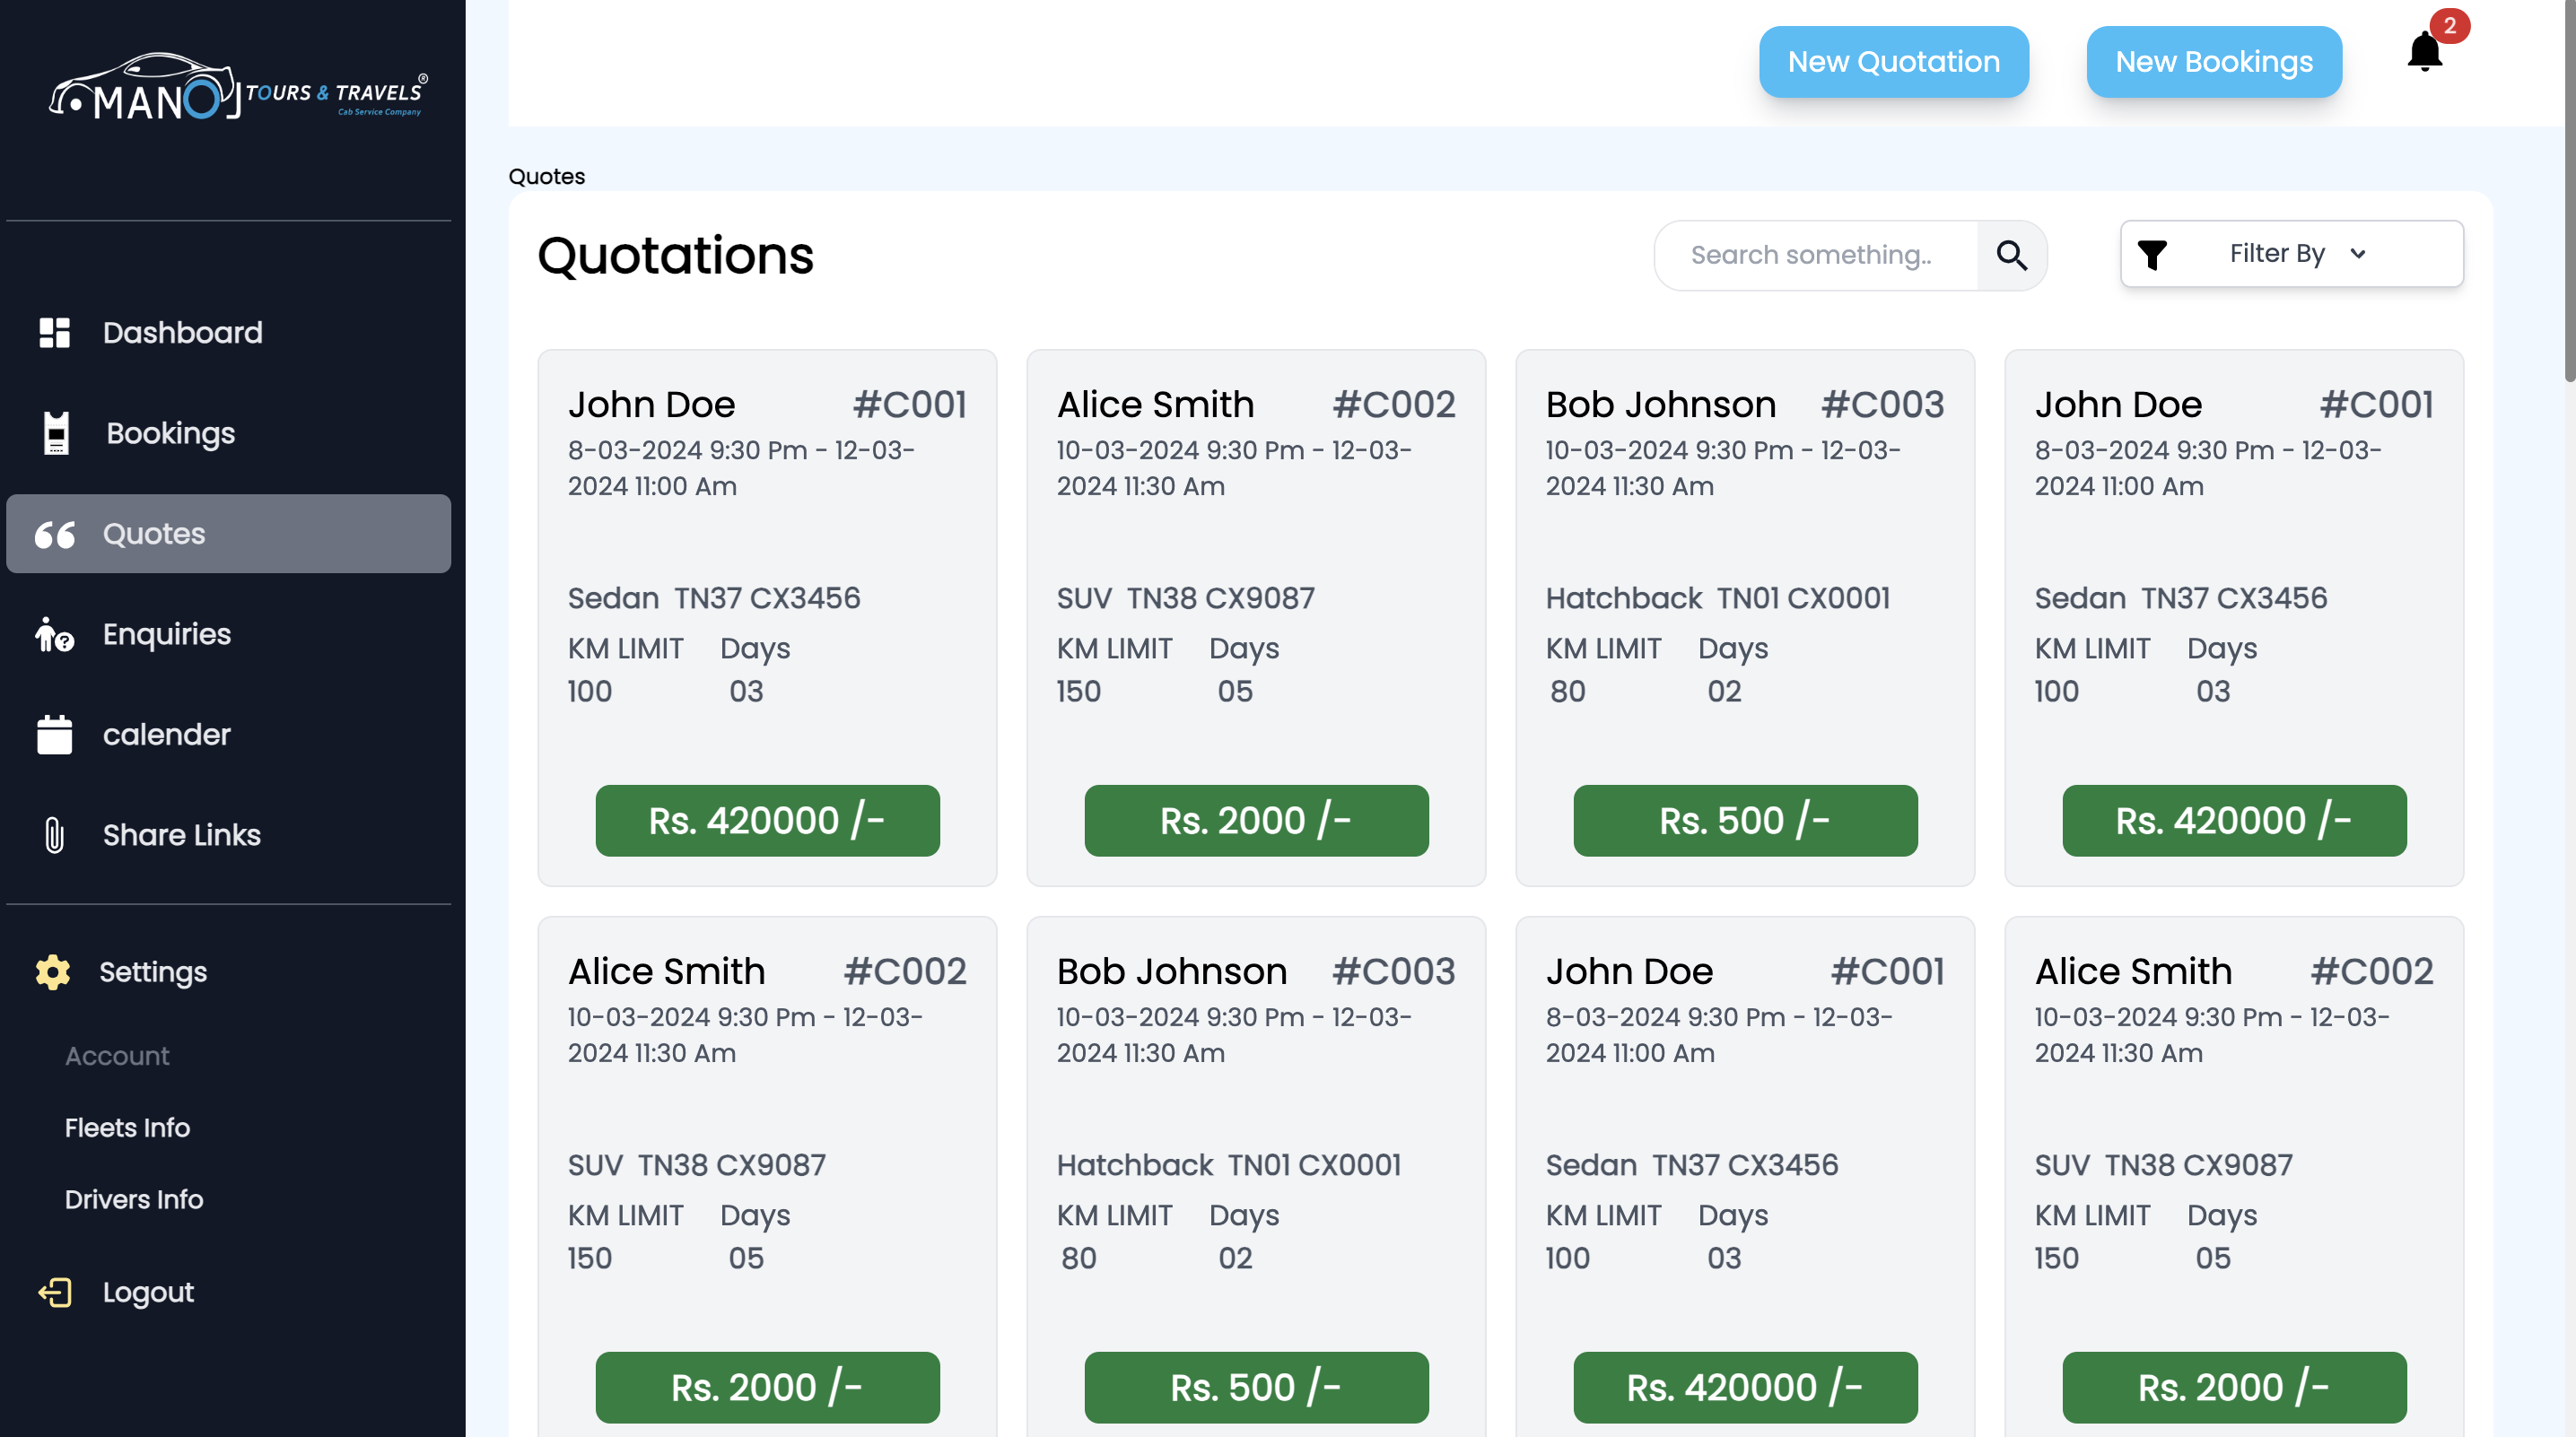 MANOJ TOURS & TRAVELS®
Cab Service Company
Dashboard
Bookings
Quotes
Enquiries
calender
Share Links
Settings
Account
Fleets Info
Drivers Info
Logout
New Quotation
New Bookings
2
Quotes
Quotations
Search something..
Filter By
John Doe #C001
8-03-2024 9:30 Pm - 12-03-
2024 11:00 Am
Sedan TN37 CX3456
KM LIMIT Days
100 03
Rs. 420000 /-
Alice Smith #C002
10-03-2024 9:30 Pm - 12-03-
2024 11:30 Am
SUV TN38 CX9087
KM LIMIT Days
150 05
Rs. 2000 /-
Bob Johnson #C003
10-03-2024 9:30 Pm - 12-03-
2024 11:30 Am
Hatchback TN01 CX0001
KM LIMIT Days
80 02
Rs. 500 /-
John Doe #C001
8-03-2024 9:30 Pm - 12-03-
2024 11:00 Am
Sedan TN37 CX3456
KM LIMIT Days
100 03
Rs. 420000 /-
Alice Smith #C002
10-03-2024 9:30 Pm - 12-03-
2024 11:30 Am
SUV TN38 CX9087
KM LIMIT Days
150 05
Rs. 2000 /-
Bob Johnson #C003
10-03-2024 9:30 Pm - 12-03-
2024 11:30 Am
Hatchback TN01 CX0001
KM LIMIT Days
80 02
Rs. 500 /-
John Doe #C001
8-03-2024 9:30 Pm - 12-03-
2024 11:00 Am
Sedan TN37 CX3456
KM LIMIT Days
100 03
Rs. 420000 /-
Alice Smith #C002
10-03-2024 9:30 Pm - 12-03-
2024 11:30 Am
SUV TN38 CX9087
KM LIMIT Days
150 05
Rs. 2000 /-